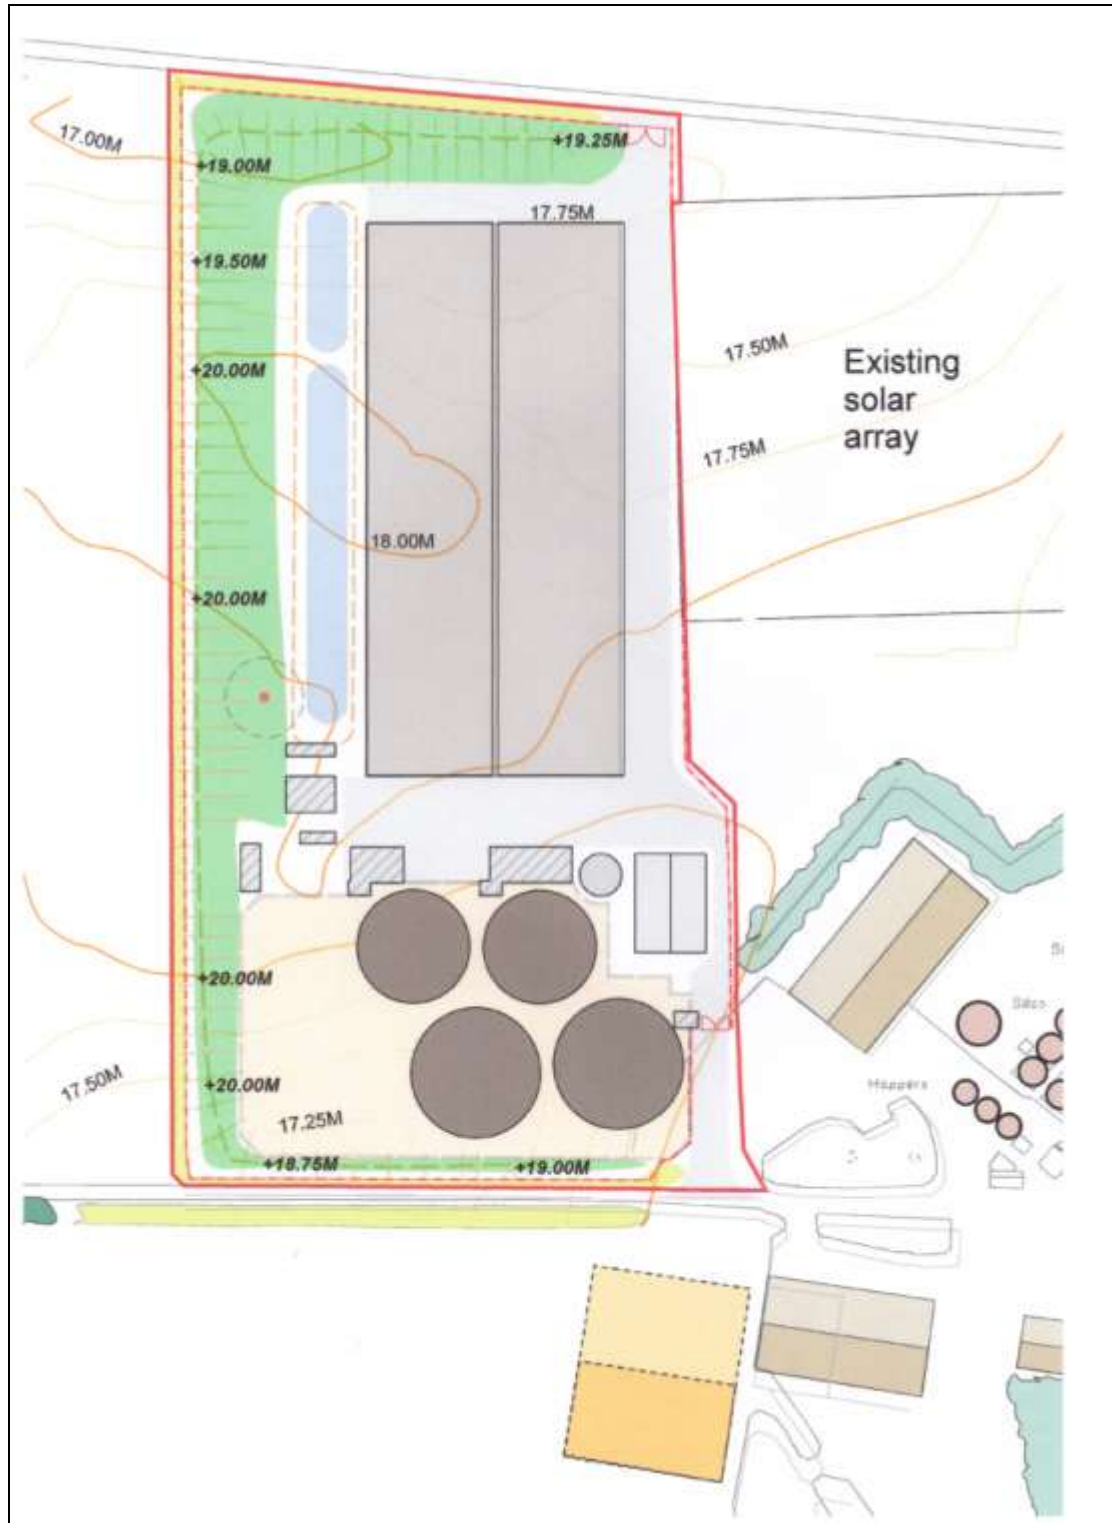 17.00M
+19.25M
+19.00M
17.75M
+19.50M
17.50M
Existing
solar
array
+20.00M
17.75M
18.00M
+20.00M
+20.00M
Silos
+20.00M
17.50M
Hoppers
17.25M
+18.75M
+19.00M